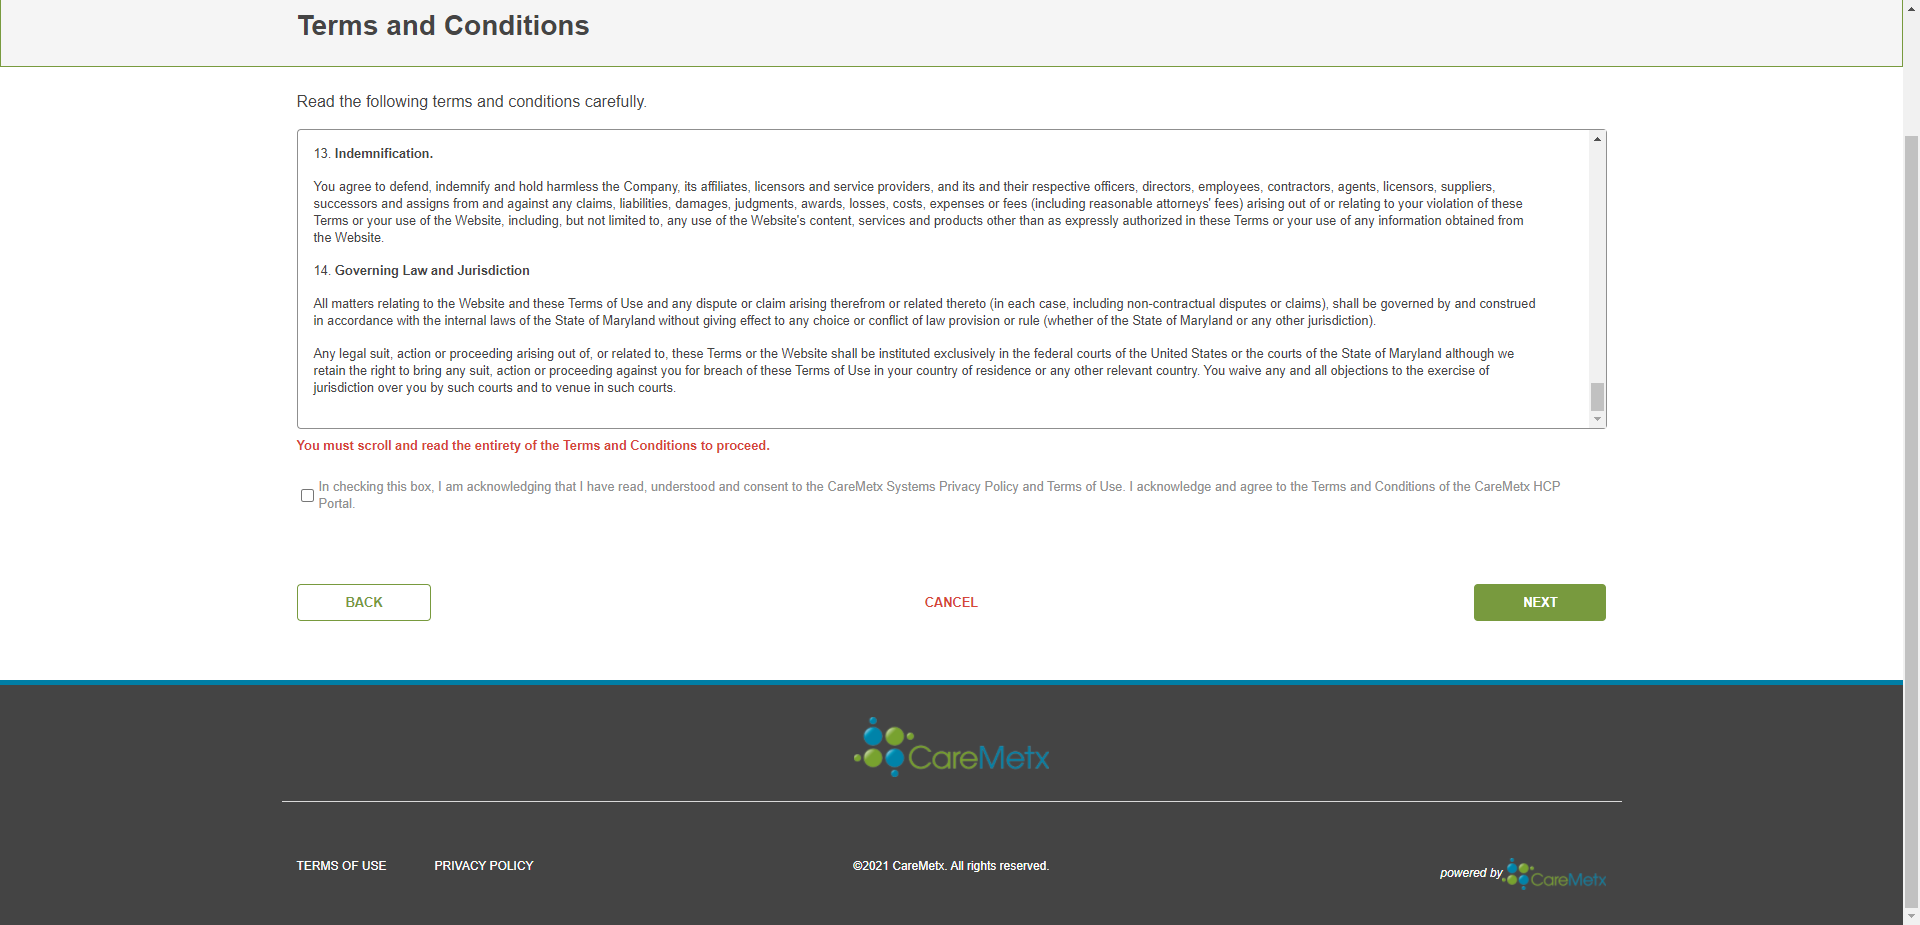 Terms and Conditions
Read the following terms and conditions carefully.
13. Indemnification.
You agree to defend, indemnify and hold harmless the Company, its affiliates, licensors and service providers, and its and their respective officers, directors, employees, contractors, agents, licensors, suppliers,
successors and assigns from and against any claims, liabilities, damages, judgments, awards, losses, costs, expenses or fees (including reasonable attorneys' fees) arising out of or relating to your violation of these
Terms or your use of the Website, including, but not limited to, any use of the Website's content, services and products other than as expressly authorized in these Terms or your use of any information obtained from
the Website.
14. Governing Law and Jurisdiction
All matters relating to the Website and these Terms of Use and any dispute or claim arising therefrom or related thereto (in each case, including non-contractual disputes or claims), shall be governed by and construed
in accordance with the internal laws of the State of Maryland without giving effect to any choice or conflict of law provision or rule (whether of the State of Maryland or any other jurisdiction).
Any legal suit, action or proceeding arising out of, or related to, these Terms or the Website shall be instituted exclusively in the federal courts of the United States or the courts of the State of Maryland although we
retain the right to bring any suit, action or proceeding against you for breach of these Terms of Use in your country of residence or any other relevant country. You waive any and all objections to the exercise of
jurisdiction over you by such courts and to venue in such courts.
You must scroll and read the entirety of the Terms and Conditions to proceed.
In checking this box, I am acknowledging that I have read, understood and consent to the CareMetx Systems Privacy Policy and Terms of Use. I acknowledge and agree to the Terms and Conditions of the CareMetx HCP
Portal.
BACK
CANCEL
NEXT
CareMetx
TERMS OF USE
PRIVACY POLICY
©2021 CareMetx. All rights reserved.
powered by CareMetx